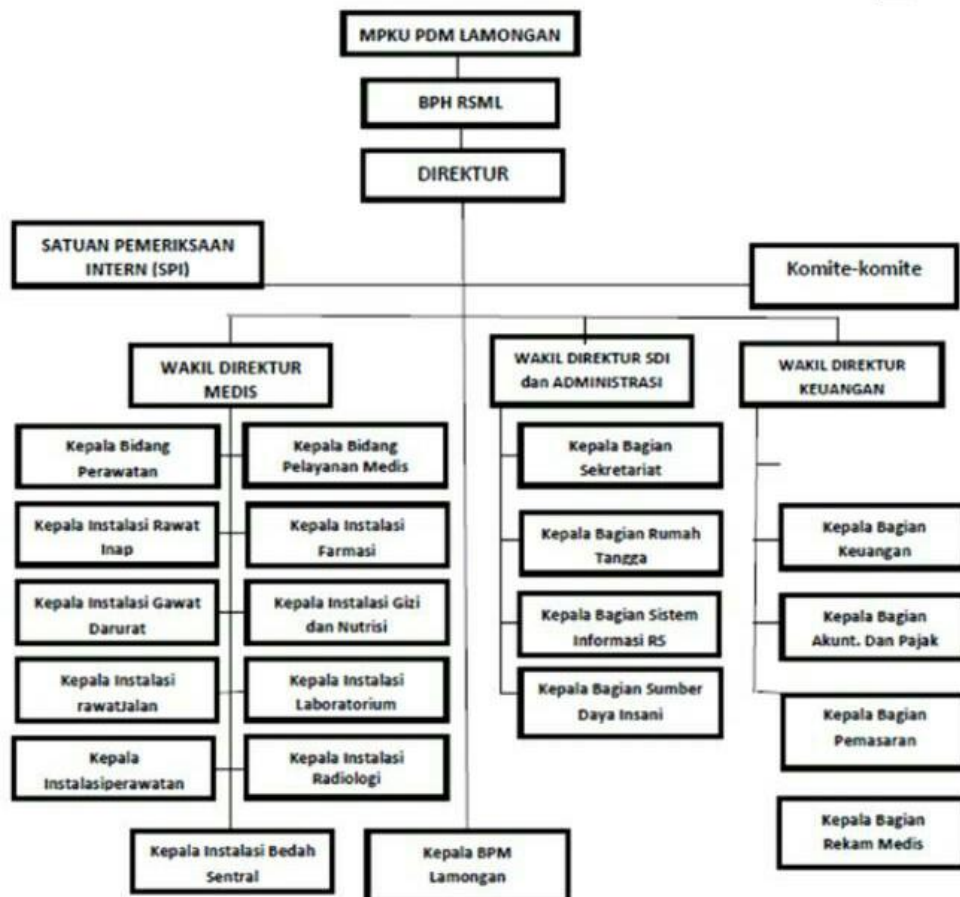 MPKU PDM LAMONGAN
BPH RSML
DIREKTUR
SATUAN PEMERIKSAAN
INTERN (SPI)
Komite-komite
WAKIL DIREKTUR
MEDIS
WAKIL DIREKTUR SDI
dan ADMINISTRASI
WAKIL DIREKTUR
KEUANGAN
Kepala Bidang
Perawatan
Kepala Bidang
Pelayanan Medis
Kepala Instalasi Rawat
Inap
Kepala Instalasi
Farmasi
Kepala Instalasi Gawat
Darurat
Kepala Instalasi Gizi
dan Nutrisi
Kepala Instalasi
rawatJalan
Kepala Instalasi
Laboratorium
Kepala
Instalasiperawatan
Kepala Instalasi
Radiologi
Kepala Instalasi Bedah
Sentral
Kepala BPM
Lamongan
Kepala Bagian
Sekretariat
Kepala Bagian Rumah
Tangga
Kepala Bagian Sistem
Informasi RS
Kepala Bagian Sumber
Daya Insani
Kepala Bagian
Keuangan
Kepala Bagian
Akunt. Dan Pajak
Kepala Bagian
Pemasaran
Kepala Bagian
Rekam Medis